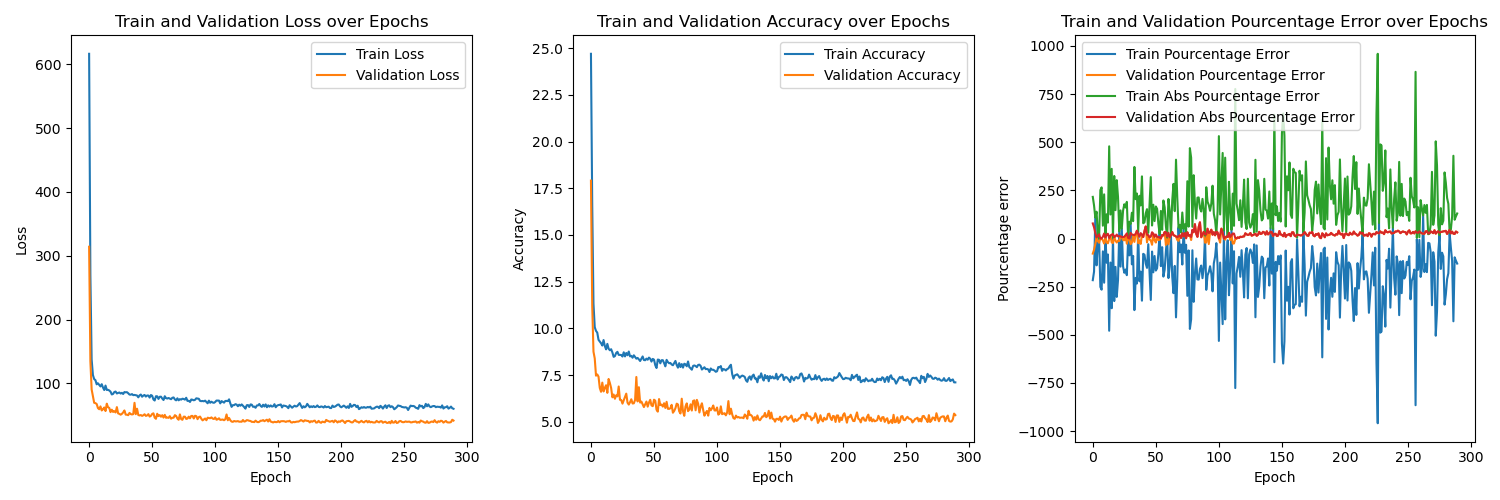 Train and Validation Loss over Epochs
Train Loss
Validation Loss
600
500
400
300
200
100
Loss
0
50
100
150
200
250
300
Epoch
Train and Validation Accuracy over Epochs
Train Accuracy
Validation Accuracy
25.0
22.5
20.0
17.5
15.0
12.5
10.0
7.5
5.0
Accuracy
0
50
100
150
200
250
300
Epoch
Train and Validation Pourcentage Error over Epochs
Train Pourcentage Error
Validation Pourcentage Error
Train Abs Pourcentage Error
Validation Abs Pourcentage Error
1000
750
500
250
0
−250
−500
−750
−1000
Pourcentage error
0
50
100
150
200
250
300
Epoch